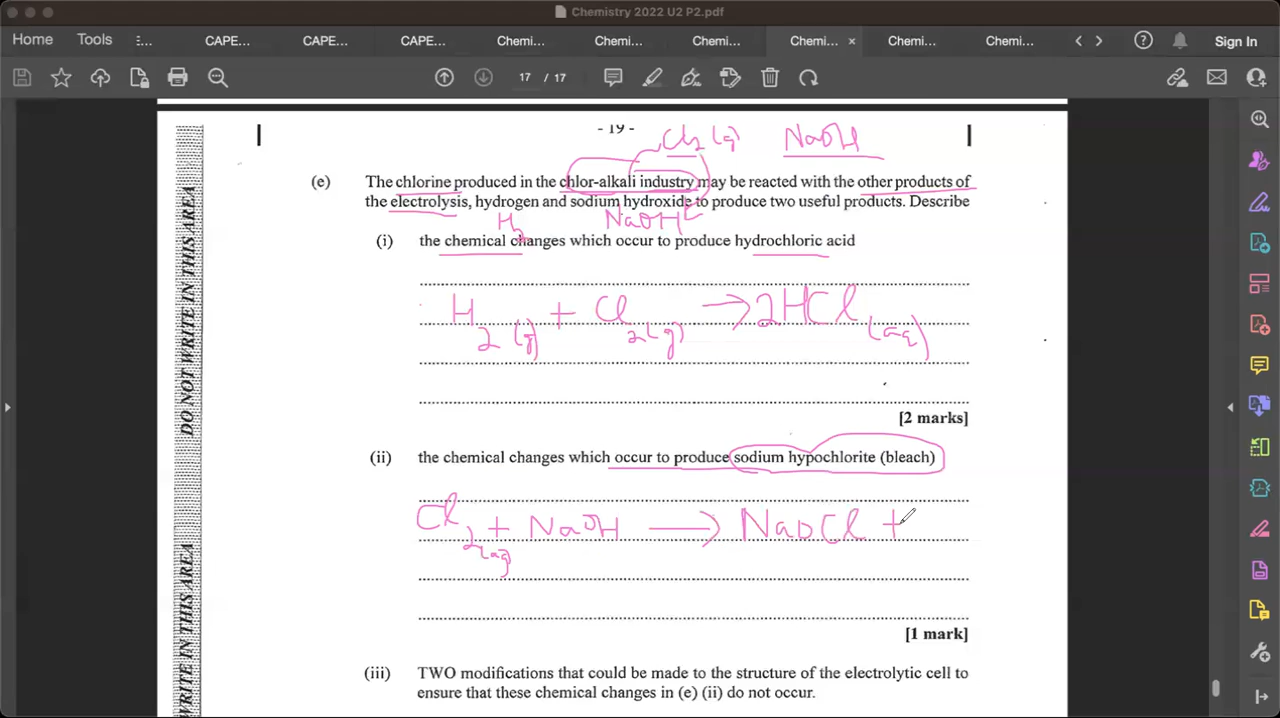 Chemistry 2022 U2 P2.pdf
Home Tools ⋮... CAPE... CAPE... CAPE... Chemi... Chemi... Chemi... Chemi... × Chemi... Chemi... Sign In
17 / 17
- 19 -
Cl2(g) NaOH
(e) The chlorine produced in the chlor-alkali industry may be reacted with the other products of
the electrolysis, hydrogen and sodium hydroxide to produce two useful products. Describe
H2 NaOH
(i) the chemical changes which occur to produce hydrochloric acid
H2(g) + Cl2(g) → 2HCl(aq)
[2 marks]
(ii) the chemical changes which occur to produce sodium hypochlorite (bleach)
Cl2(aq) + NaOH → NaOCl +
[1 mark]
(iii) TWO modifications that could be made to the structure of the electrolytic cell to
ensure that these chemical changes in (e) (ii) do not occur.
DO NOT WRITE IN THIS AREA
WRITE IN THIS AREA